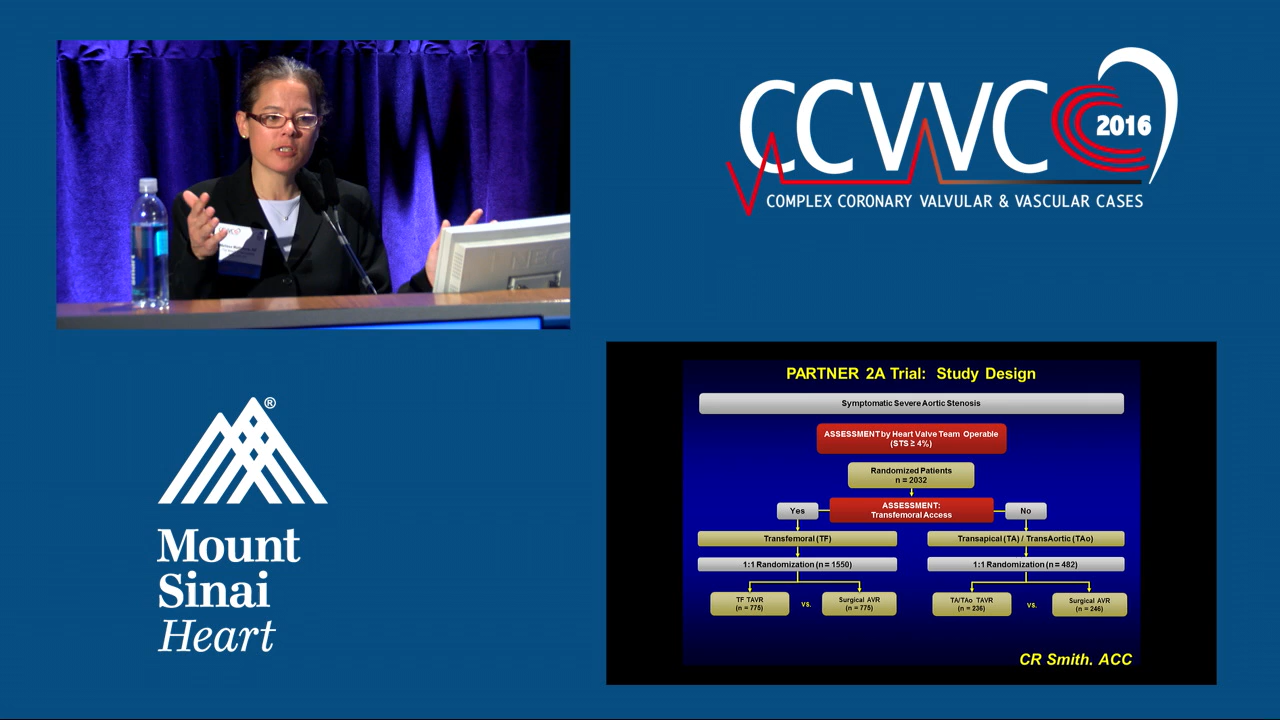 CCVVC
2016
COMPLEX CORONARY VALVULAR & VASCULAR CASES
Mount
Sinai
Heart
®
PARTNER 2A Trial: Study Design
Symptomatic Severe Aortic Stenosis
ASSESSMENT by Heart Valve Team Operable
(STS ≥ 4%)
Randomized Patients
n = 2032
ASSESSMENT:
Transfemoral Access
Yes
No
Transfemoral (TF)
Transapical (TA) / TransAortic (TAo)
1:1 Randomization (n = 1550)
1:1 Randomization (n = 482)
TF TAVR
(n = 775)
vs.
Surgical AVR
(n = 775)
TA/TAo TAVR
(n = 236)
vs.
Surgical AVR
(n = 246)
CR Smith. ACC